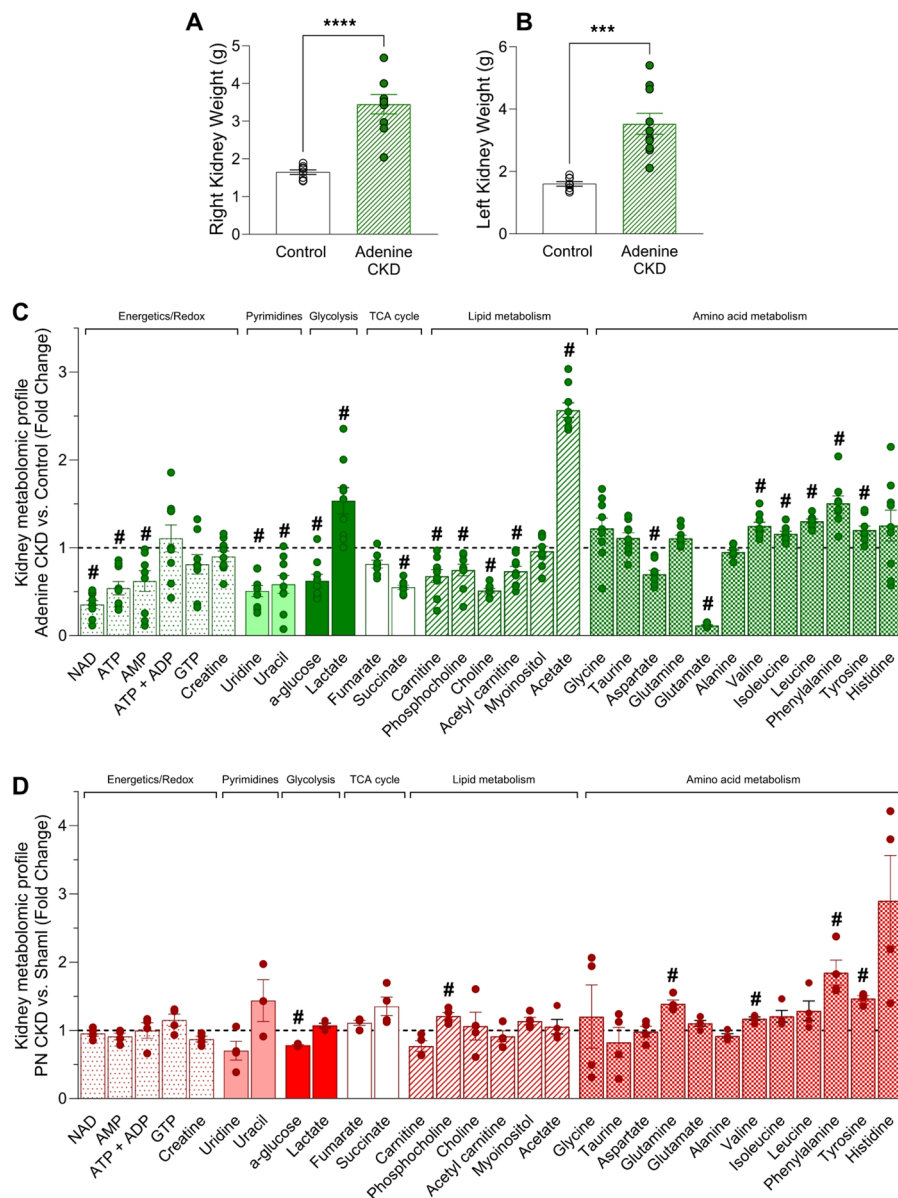 A
****
Right Kidney Weight (g)
5
4
3
2
1
0
Control
Adenine
CKD
B
***
Left Kidney Weight (g)
6
4
2
0
Control
Adenine
CKD
C
Energetics/Redox
Pyrimidines
Glycolysis
TCA cycle
Lipid metabolism
Amino acid metabolism
Kidney metabolomic profile
Adenine CKD vs. Control (Fold Change)
3
2
1
0
# # # # # # # # # # # # # # # # # # # #
NAD
ATP
AMP
ATP + ADP
GTP
Creatine
Uridine
Uracil
a-glucose
Lactate
Fumarate
Succinate
Carnitine
Phosphocholine
Choline
Acetyl carnitine
Myoinositol
Acetate
Glycine
Taurine
Aspartate
Glutamine
Glutamate
Alanine
Valine
Isoleucine
Leucine
Phenylalanine
Tyrosine
Histidine
D
Energetics/Redox
Pyrimidines
Glycolysis
TCA cycle
Lipid metabolism
Amino acid metabolism
Kidney metabolomic profile
PN CKD vs. ShamI (Fold Change)
4
3
2
1
0
# # # # # #
NAD
AMP
ATP + ADP
GTP
Creatine
Uridine
Uracil
a-glucose
Lactate
Fumarate
Succinate
Carnitine
Phosphocholine
Choline
Acetyl carnitine
Myoinositol
Acetate
Glycine
Taurine
Aspartate
Glutamine
Glutamate
Alanine
Valine
Isoleucine
Leucine
Phenylalanine
Tyrosine
Histidine